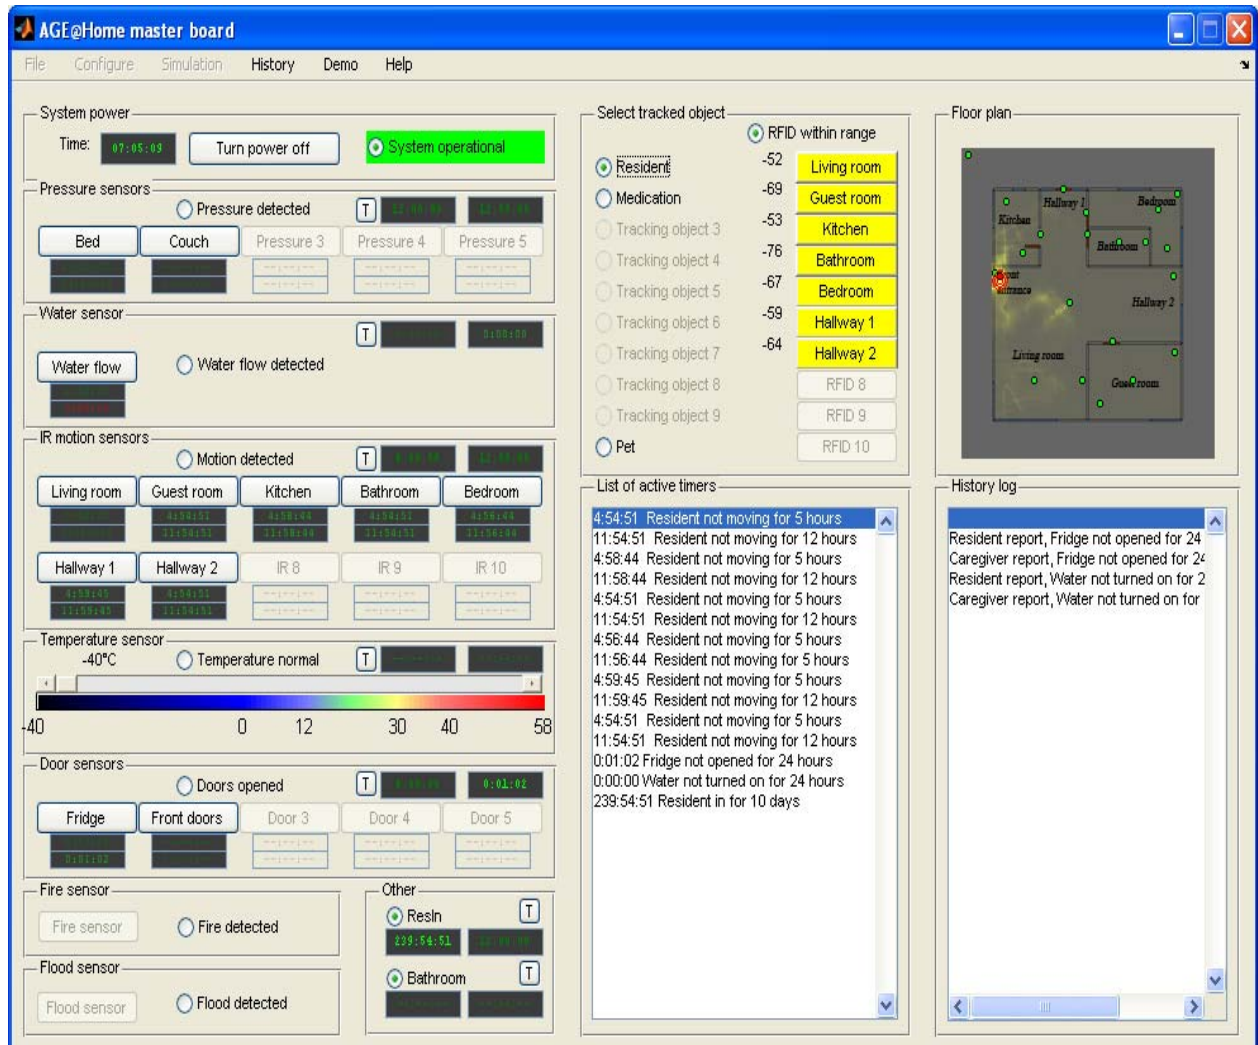 AGE@Home master board
File Configure Simulation History Demo Help
System power
Time: 07:05:09 Turn power off System operational
Pressure sensors
Pressure detected T
Bed Couch Pressure 3 Pressure 4 Pressure 5
Water sensor
T 0:00:00
Water flow Water flow detected
IR motion sensors
Motion detected T
Living room Guest room Kitchen Bathroom Bedroom
4:54:51 4:58:44 4:54:51 4:56:44
11:54:51 11:58:44 11:54:51 11:56:44
Hallway 1 Hallway 2 IR 8 IR 9 IR 10
4:59:45 4:54:51
11:59:45 11:54:51
Temperature sensor
-40°C Temperature normal T
-40 0 12 30 40 58
Door sensors
Doors opened T 0:01:02
Fridge Front doors Door 3 Door 4 Door 5
0:01:02
Fire sensor
Fire sensor Fire detected
Flood sensor
Flood sensor Flood detected
Other
ResIn T
239:54:51
Bathroom T
Select tracked object
RFID within range
Resident -52 Living room
Medication -69 Guest room
Tracking object 3 -53 Kitchen
Tracking object 4 -76 Bathroom
Tracking object 5 -67 Bedroom
Tracking object 6 -59 Hallway 1
Tracking object 7 -64 Hallway 2
Tracking object 8 RFID 8
Tracking object 9 RFID 9
Pet RFID 10
List of active timers
4:54:51 Resident not moving for 5 hours
11:54:51 Resident not moving for 12 hours
4:58:44 Resident not moving for 5 hours
11:58:44 Resident not moving for 12 hours
4:54:51 Resident not moving for 5 hours
11:54:51 Resident not moving for 12 hours
4:56:44 Resident not moving for 5 hours
11:56:44 Resident not moving for 5 hours
4:59:45 Resident not moving for 5 hours
11:59:45 Resident not moving for 12 hours
4:54:51 Resident not moving for 5 hours
11:54:51 Resident not moving for 12 hours
0:01:02 Fridge not opened for 24 hours
0:00:00 Water not turned on for 24 hours
239:54:51 Resident in for 10 days
Floor plan
Kitchen
Hallway 1
Bedroom
Bathroom
Front
entrance
Hallway 2
Living room
Guest room
History log
Resident report, Fridge not opened for 24
Caregiver report, Fridge not opened for 24
Resident report, Water not turned on for 2
Caregiver report, Water not turned on for